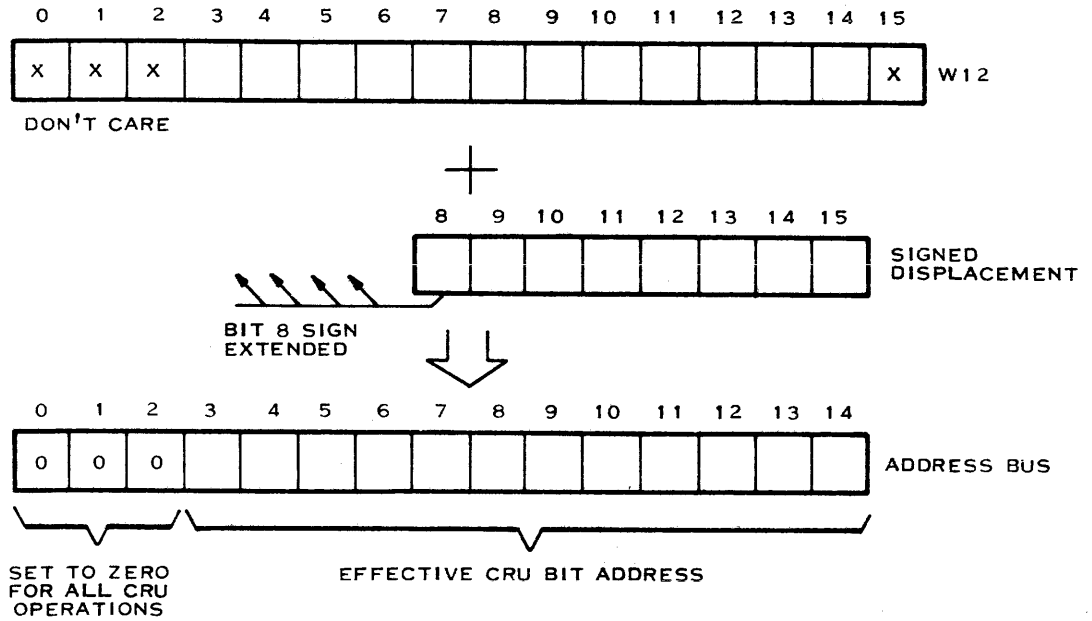 0 1 2 3 4 5 6 7 8 9 10 11 12 13 14 15
X X X X W12
DON'T CARE
8 9 10 11 12 13 14 15
SIGNED
DISPLACEMENT
BIT 8 SIGN
EXTENDED
0 1 2 3 4 5 6 7 8 9 10 11 12 13 14
0 0 0 ADDRESS BUS
SET TO ZERO
FOR ALL CRU
OPERATIONS
EFFECTIVE CRU BIT ADDRESS